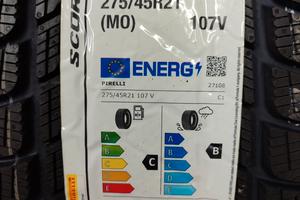 SCOR
275/45R21
(MO) 107V
ENERG
PIRELLI 27108
275/45R21 107 V C1
A
B
C
D
E
C
A
B
C
D
E
B
PIRELLI